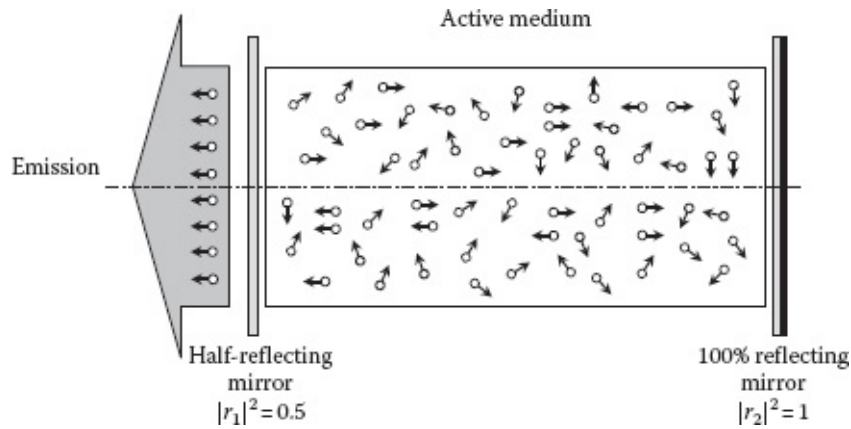 Active medium
Emission
Half-reflecting
mirror
|r₁|² = 0.5
100% reflecting
mirror
|r₂|² = 1